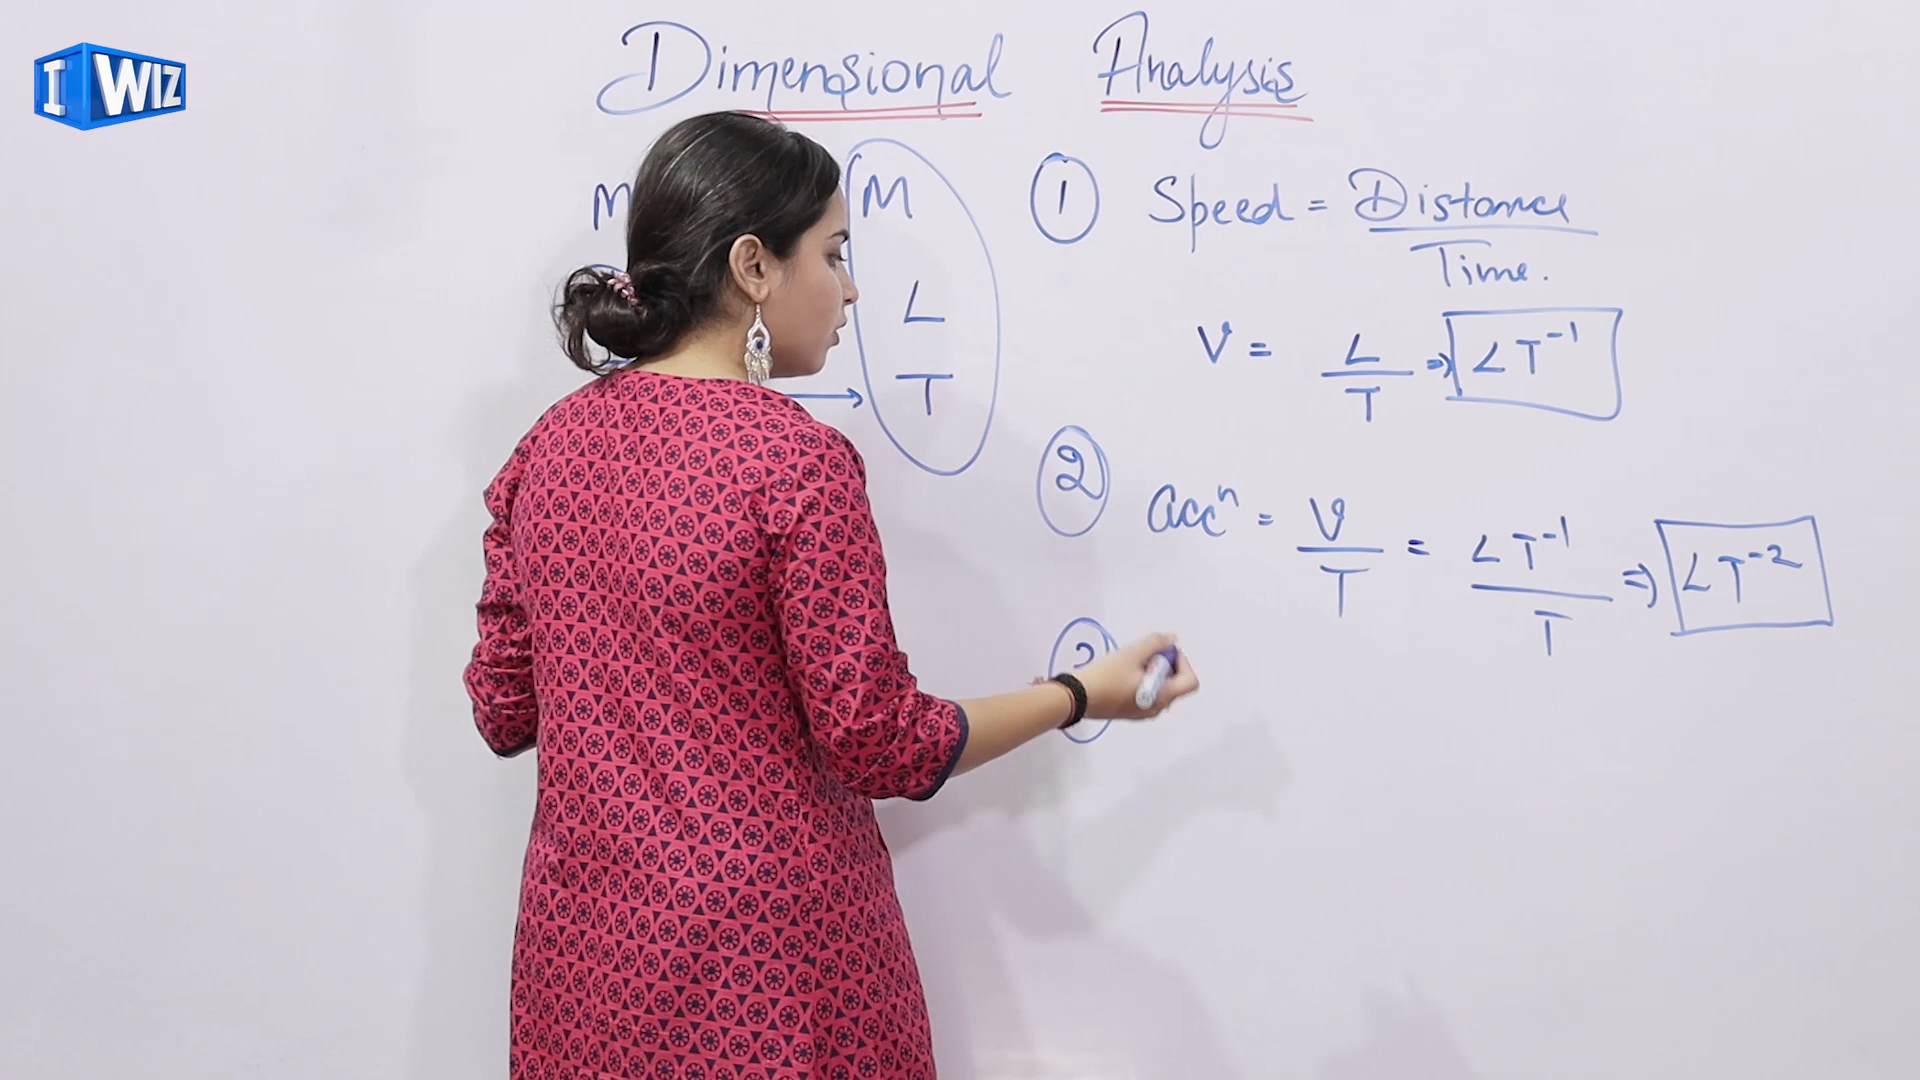 I WIZ
Dimensional Analysis
M M
L
T
① Speed = Distance / Time.
V = L / T ⇒ LT⁻¹
② accⁿ = V / T = LT⁻¹ / T ⇒ LT⁻²